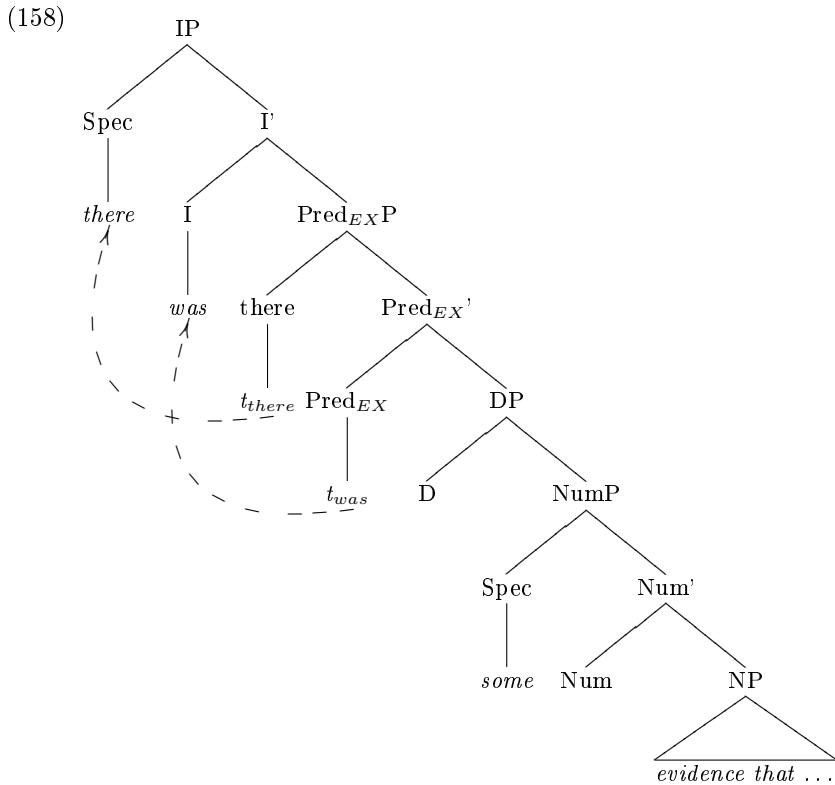 (158)
IP
Spec I'
there I Pred_EX P
was there Pred_EX'
t_there Pred_EX DP
t_was D NumP
Spec Num'
some Num NP
evidence that ...